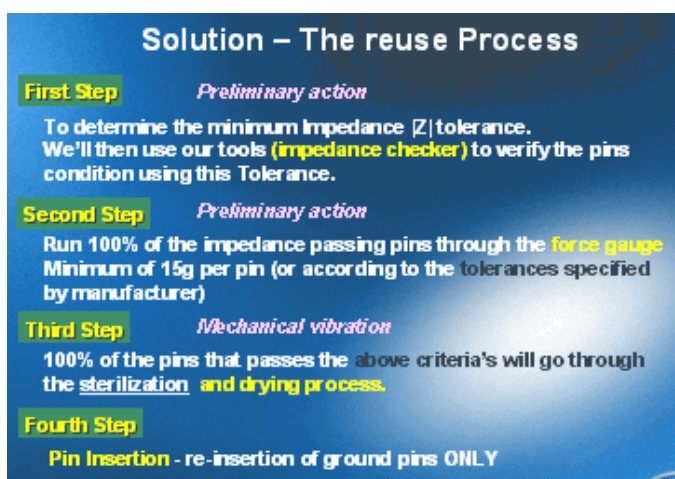 Solution – The reuse Process
First Step Preliminary action
To determine the minimum Impedance |Z| tolerance.
We'll then use our tools (impedance checker) to verify the pins
condition using this Tolerance.
Second Step Preliminary action
Run 100% of the impedance passing pins through the force gauge
Minimum of 15g per pin (or according to the tolerances specified
by manufacturer)
Third Step Mechanical vibration
100% of the pins that passes the above criteria's will go through
the sterilization and drying process.
Fourth Step
Pin Insertion - re-insertion of ground pins ONLY